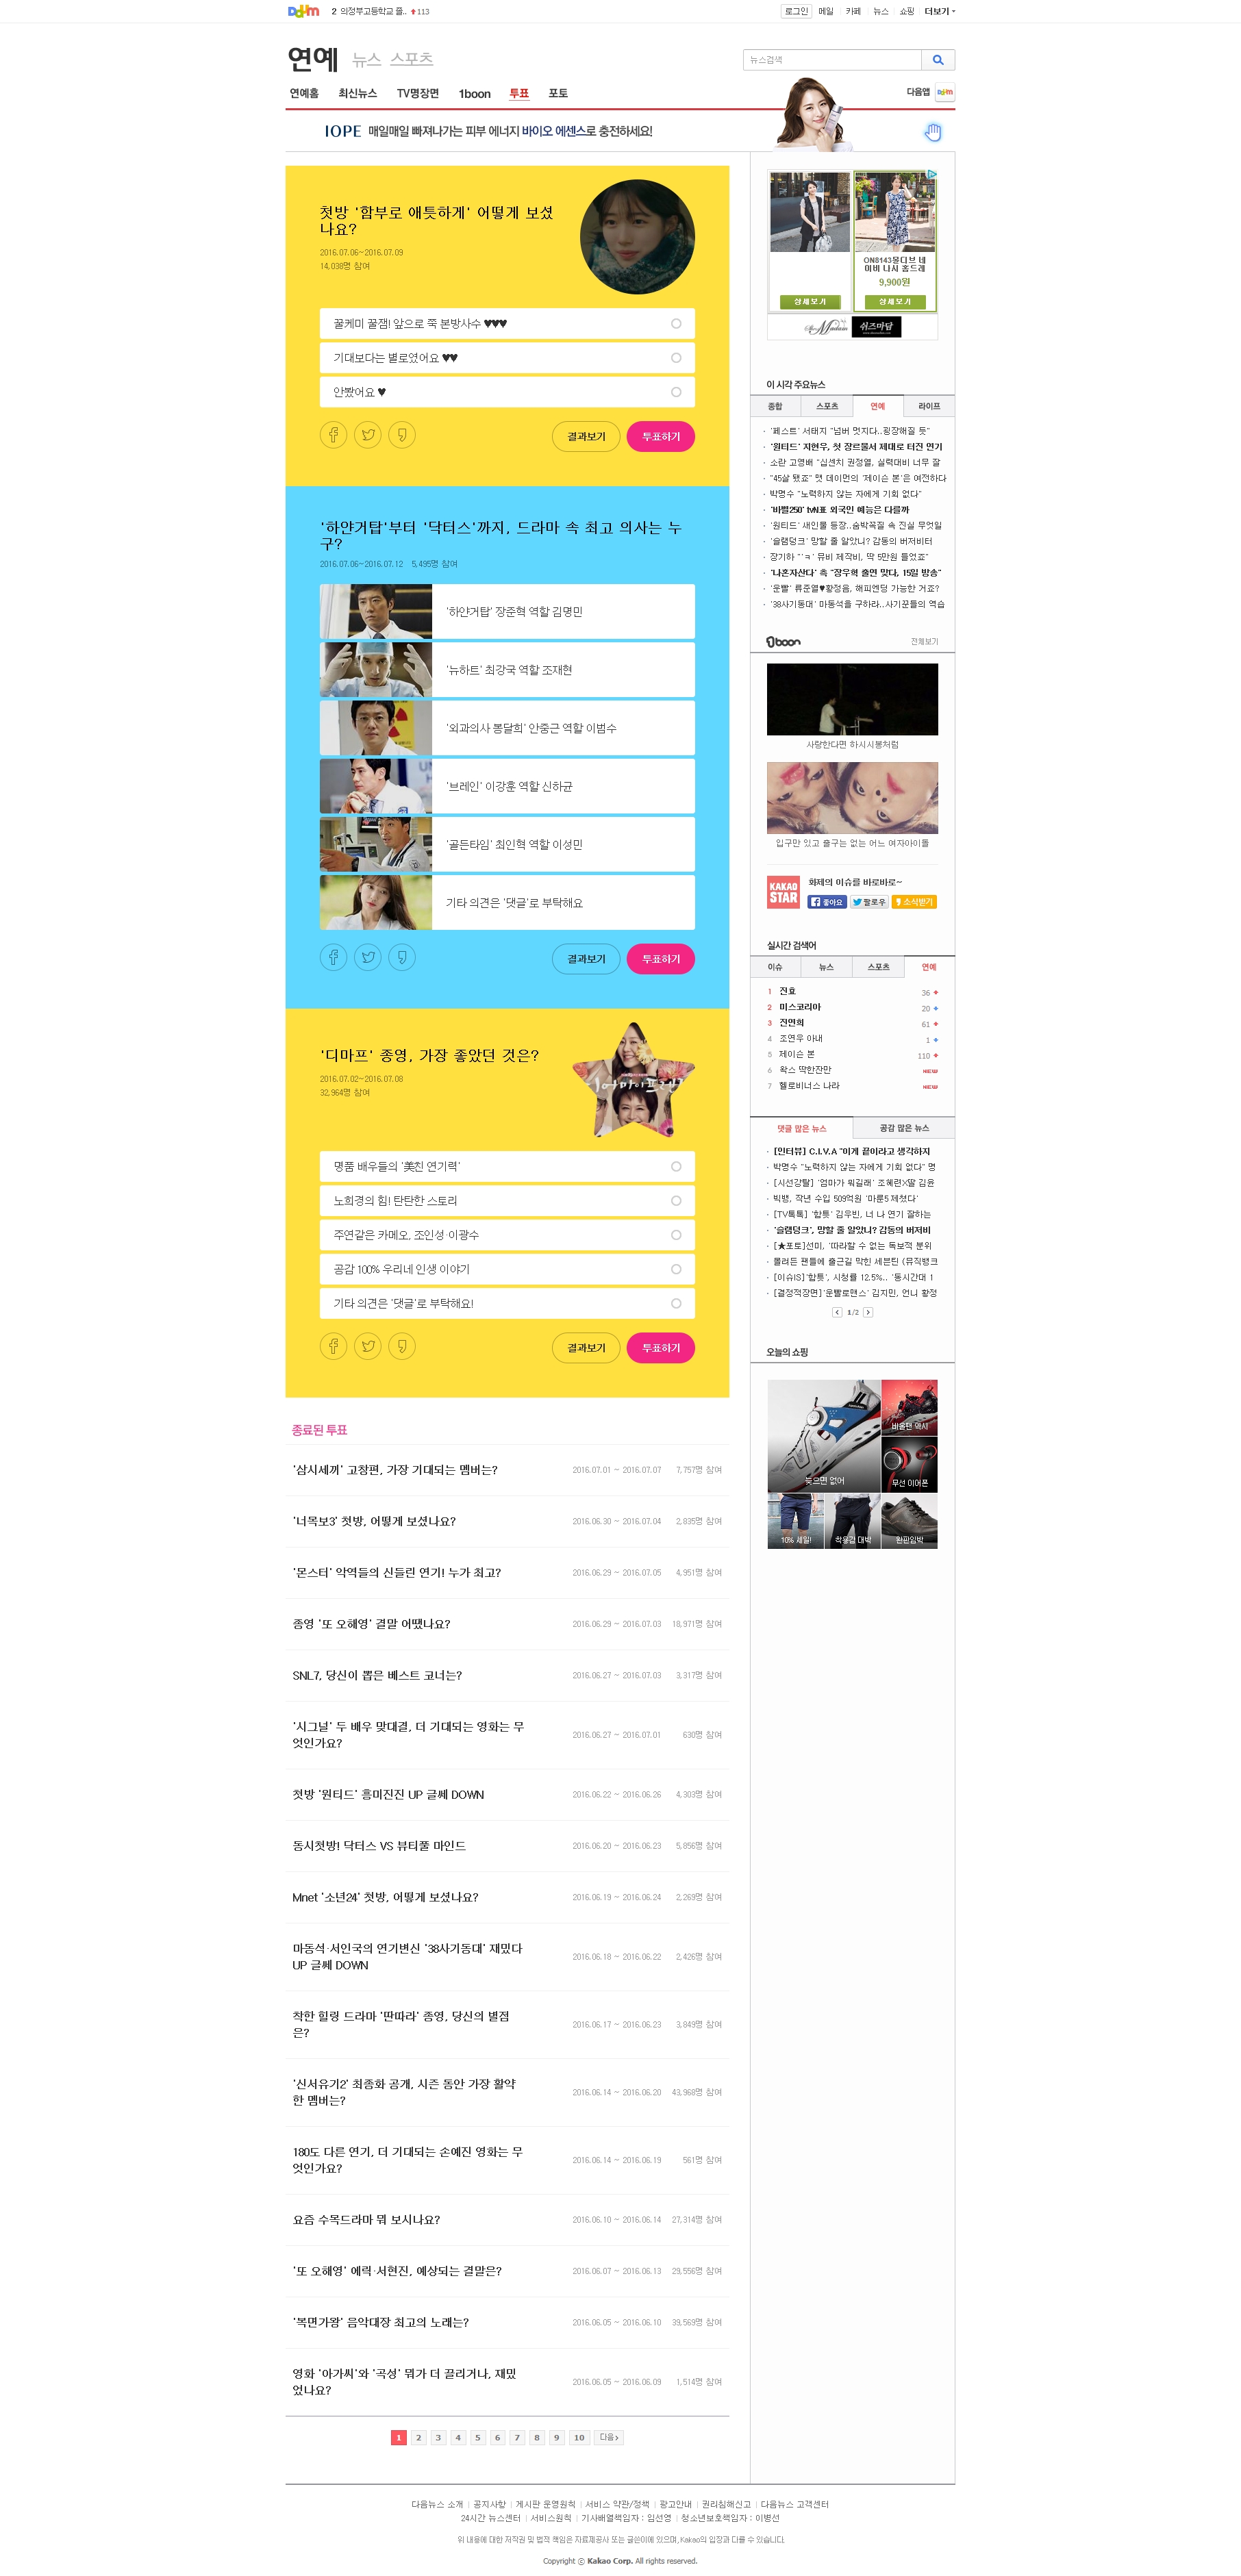 Daum
2 의정부고등학교 졸.. 113
로그인 메일 카페 뉴스 쇼핑 더보기
연예 뉴스 스포츠
뉴스검색
연예홈 최신뉴스 TV명장면 1boon 투표 포토
다음앱
IOPE 매일매일 빠져나가는 피부 에너지 바이오 에센스로 충전하세요!
첫방 '함부로 애틋하게' 어떻게 보셨
나요?
2016.07.06~2016.07.09
14,038명 참여
꿀케미 꿀잼! 앞으로 쭉 본방사수 ♥♥♥
기대보다는 별로였어요 ♥♥
안봤어요 ♥
결과보기 투표하기
'하얀거탑'부터 '닥터스'까지, 드라마 속 최고 의사는 누
구?
2016.07.06~2016.07.12 5,495명 참여
'하얀거탑' 장준혁 역할 김명민
'뉴하트' 최강국 역할 조재현
'외과의사 봉달희' 안중근 역할 이범수
'브레인' 이강훈 역할 신하균
'골든타임' 최인혁 역할 이성민
기타 의견은 '댓글'로 부탁해요
결과보기 투표하기
'디마프' 종영, 가장 좋았던 것은?
2016.07.02~2016.07.08
32,964명 참여
명품 배우들의 '美친 연기력'
노희경의 힘! 탄탄한 스토리
주연같은 카메오, 조인성·이광수
공감 100% 우리네 인생 이야기
기타 의견은 '댓글'로 부탁해요!
결과보기 투표하기
종료된 투표
'삼시세끼' 고창편, 가장 기대되는 멤버는? 2016.07.01 ~ 2016.07.07 7,757명 참여
'너목보3' 첫방, 어떻게 보셨나요? 2016.06.30 ~ 2016.07.04 2,835명 참여
'몬스터' 악역들의 신들린 연기! 누가 최고? 2016.06.29 ~ 2016.07.05 4,951명 참여
종영 '또 오해영' 결말 어땠나요? 2016.06.29 ~ 2016.07.03 18,971명 참여
SNL7, 당신이 뽑은 베스트 코너는? 2016.06.27 ~ 2016.07.03 3,317명 참여
'시그널' 두 배우 맞대결, 더 기대되는 영화는 무
엇인가요? 2016.06.27 ~ 2016.07.01 630명 참여
첫방 '원티드' 흥미진진 UP 글쎄 DOWN 2016.06.22 ~ 2016.06.26 4,303명 참여
동시첫방! 닥터스 VS 뷰티풀 마인드 2016.06.20 ~ 2016.06.23 5,856명 참여
Mnet '소년24' 첫방, 어떻게 보셨나요? 2016.06.19 ~ 2016.06.24 2,269명 참여
마동석·서인국의 연기변신 '38사기동대' 재밌다
UP 글쎄 DOWN 2016.06.18 ~ 2016.06.22 2,426명 참여
착한 힐링 드라마 '딴따라' 종영, 당신의 별점
은? 2016.06.17 ~ 2016.06.23 3,849명 참여
'신서유기2' 최종화 공개, 시즌 동안 가장 활약
한 멤버는? 2016.06.14 ~ 2016.06.20 43,968명 참여
180도 다른 연기, 더 기대되는 손예진 영화는 무
엇인가요? 2016.06.14 ~ 2016.06.19 561명 참여
요즘 수목드라마 뭐 보시나요? 2016.06.10 ~ 2016.06.14 27,314명 참여
'또 오해영' 에릭·서현진, 예상되는 결말은? 2016.06.07 ~ 2016.06.13 29,556명 참여
'복면가왕' 음악대장 최고의 노래는? 2016.06.05 ~ 2016.06.10 39,569명 참여
영화 '아가씨'와 '곡성' 뭐가 더 끌리거나, 재밌
었나요? 2016.06.05 ~ 2016.06.09 1,514명 참여
1 2 3 4 5 6 7 8 9 10 다음
ON8143몰디브 네
이비 나시 홈드레
9,900원
상세보기 상세보기
Madam 쉬즈마담
이 시각 주요뉴스
종합 스포츠 연예 라이프
'페스트' 서태지 "넘버 멋지다..굉장해질 듯"
'원티드' 지현우, 첫 장르물서 제대로 터진 연기
소란 고영배 "십센치 권정열, 실력대비 너무 잘
"45살 됐죠" 맷 데이먼의 '제이슨 본'은 여전하다
박명수 "노력하지 않는 자에게 기회 없다"
'바벨250' tvN표 외국인 예능은 다를까
'원티드' 새인물 등장..숨박꼭질 속 진실 무엇일
'슬램덩크' 망할 줄 알았니? 감동의 버저비터
장기하 "'ㅋ' 뮤비 제작비, 딱 5만원 들었죠"
'나혼자산다' 측 "장우혁 출연 맞다, 15일 방송"
'운빨' 류준열♥황정음, 해피엔딩 가능한 거죠?
'38사기동대' 마동석을 구하라..사기꾼들의 역습
1boon 전체보기
사랑한다면 하시시봉처럼
입구만 있고 출구는 없는 어느 여자아이돌
KAKAO
STAR
화제의 이슈를 바로바로~
좋아요 팔로우 소식받기
실시간 검색어
이슈 뉴스 스포츠 연예
1 진효 36
2 미스코리아 20
3 진연희 61
4 조연우 아내 1
5 제이슨 본 110
6 왁스 딱한잔만 NEW
7 헬로비너스 나라 NEW
댓글 많은 뉴스 공감 많은 뉴스
[인터뷰] C.I.V.A "이게 끝이라고 생각하지
박명수 "노력하지 않는 자에게 기회 없다" 명
[시선강탈] '엄마가 뭐길래' 조혜련X딸 김윤
빅뱅, 작년 수입 509억원 '마룬5 제쳤다'
[TV톡톡] '함틋' 김우빈, 너 나 연기 잘하는
'슬램덩크', 망할 줄 알았니? 감동의 버저비
[★포토]선미, '따라할 수 없는 독보적 분위
몰려든 팬들에 출근길 막힌 세븐틴 (뮤직뱅크
[이슈IS]'함틋', 시청률 12.5%.. '동시간대 1
[결정적장면]'운빨로맨스' 김지민, 언니 황정
1/2
오늘의 쇼핑
늦으면 없어
바움팬 역시
무선 이어폰
10% 세일!
착용감 대박
완판임박
다음뉴스 소개 공지사항 게시판 운영원칙 서비스 약관/정책 광고안내 권리침해신고 다음뉴스 고객센터
24시간 뉴스센터 서비스원칙 기사배열책임자 : 임선영 청소년보호책임자 : 이병선
위 내용에 대한 저작권 및 법적 책임은 자료제공사 또는 글쓴이에 있으며, Kakao의 입장과 다를 수 있습니다.
Copyright ⓒ Kakao Corp. All rights reserved.